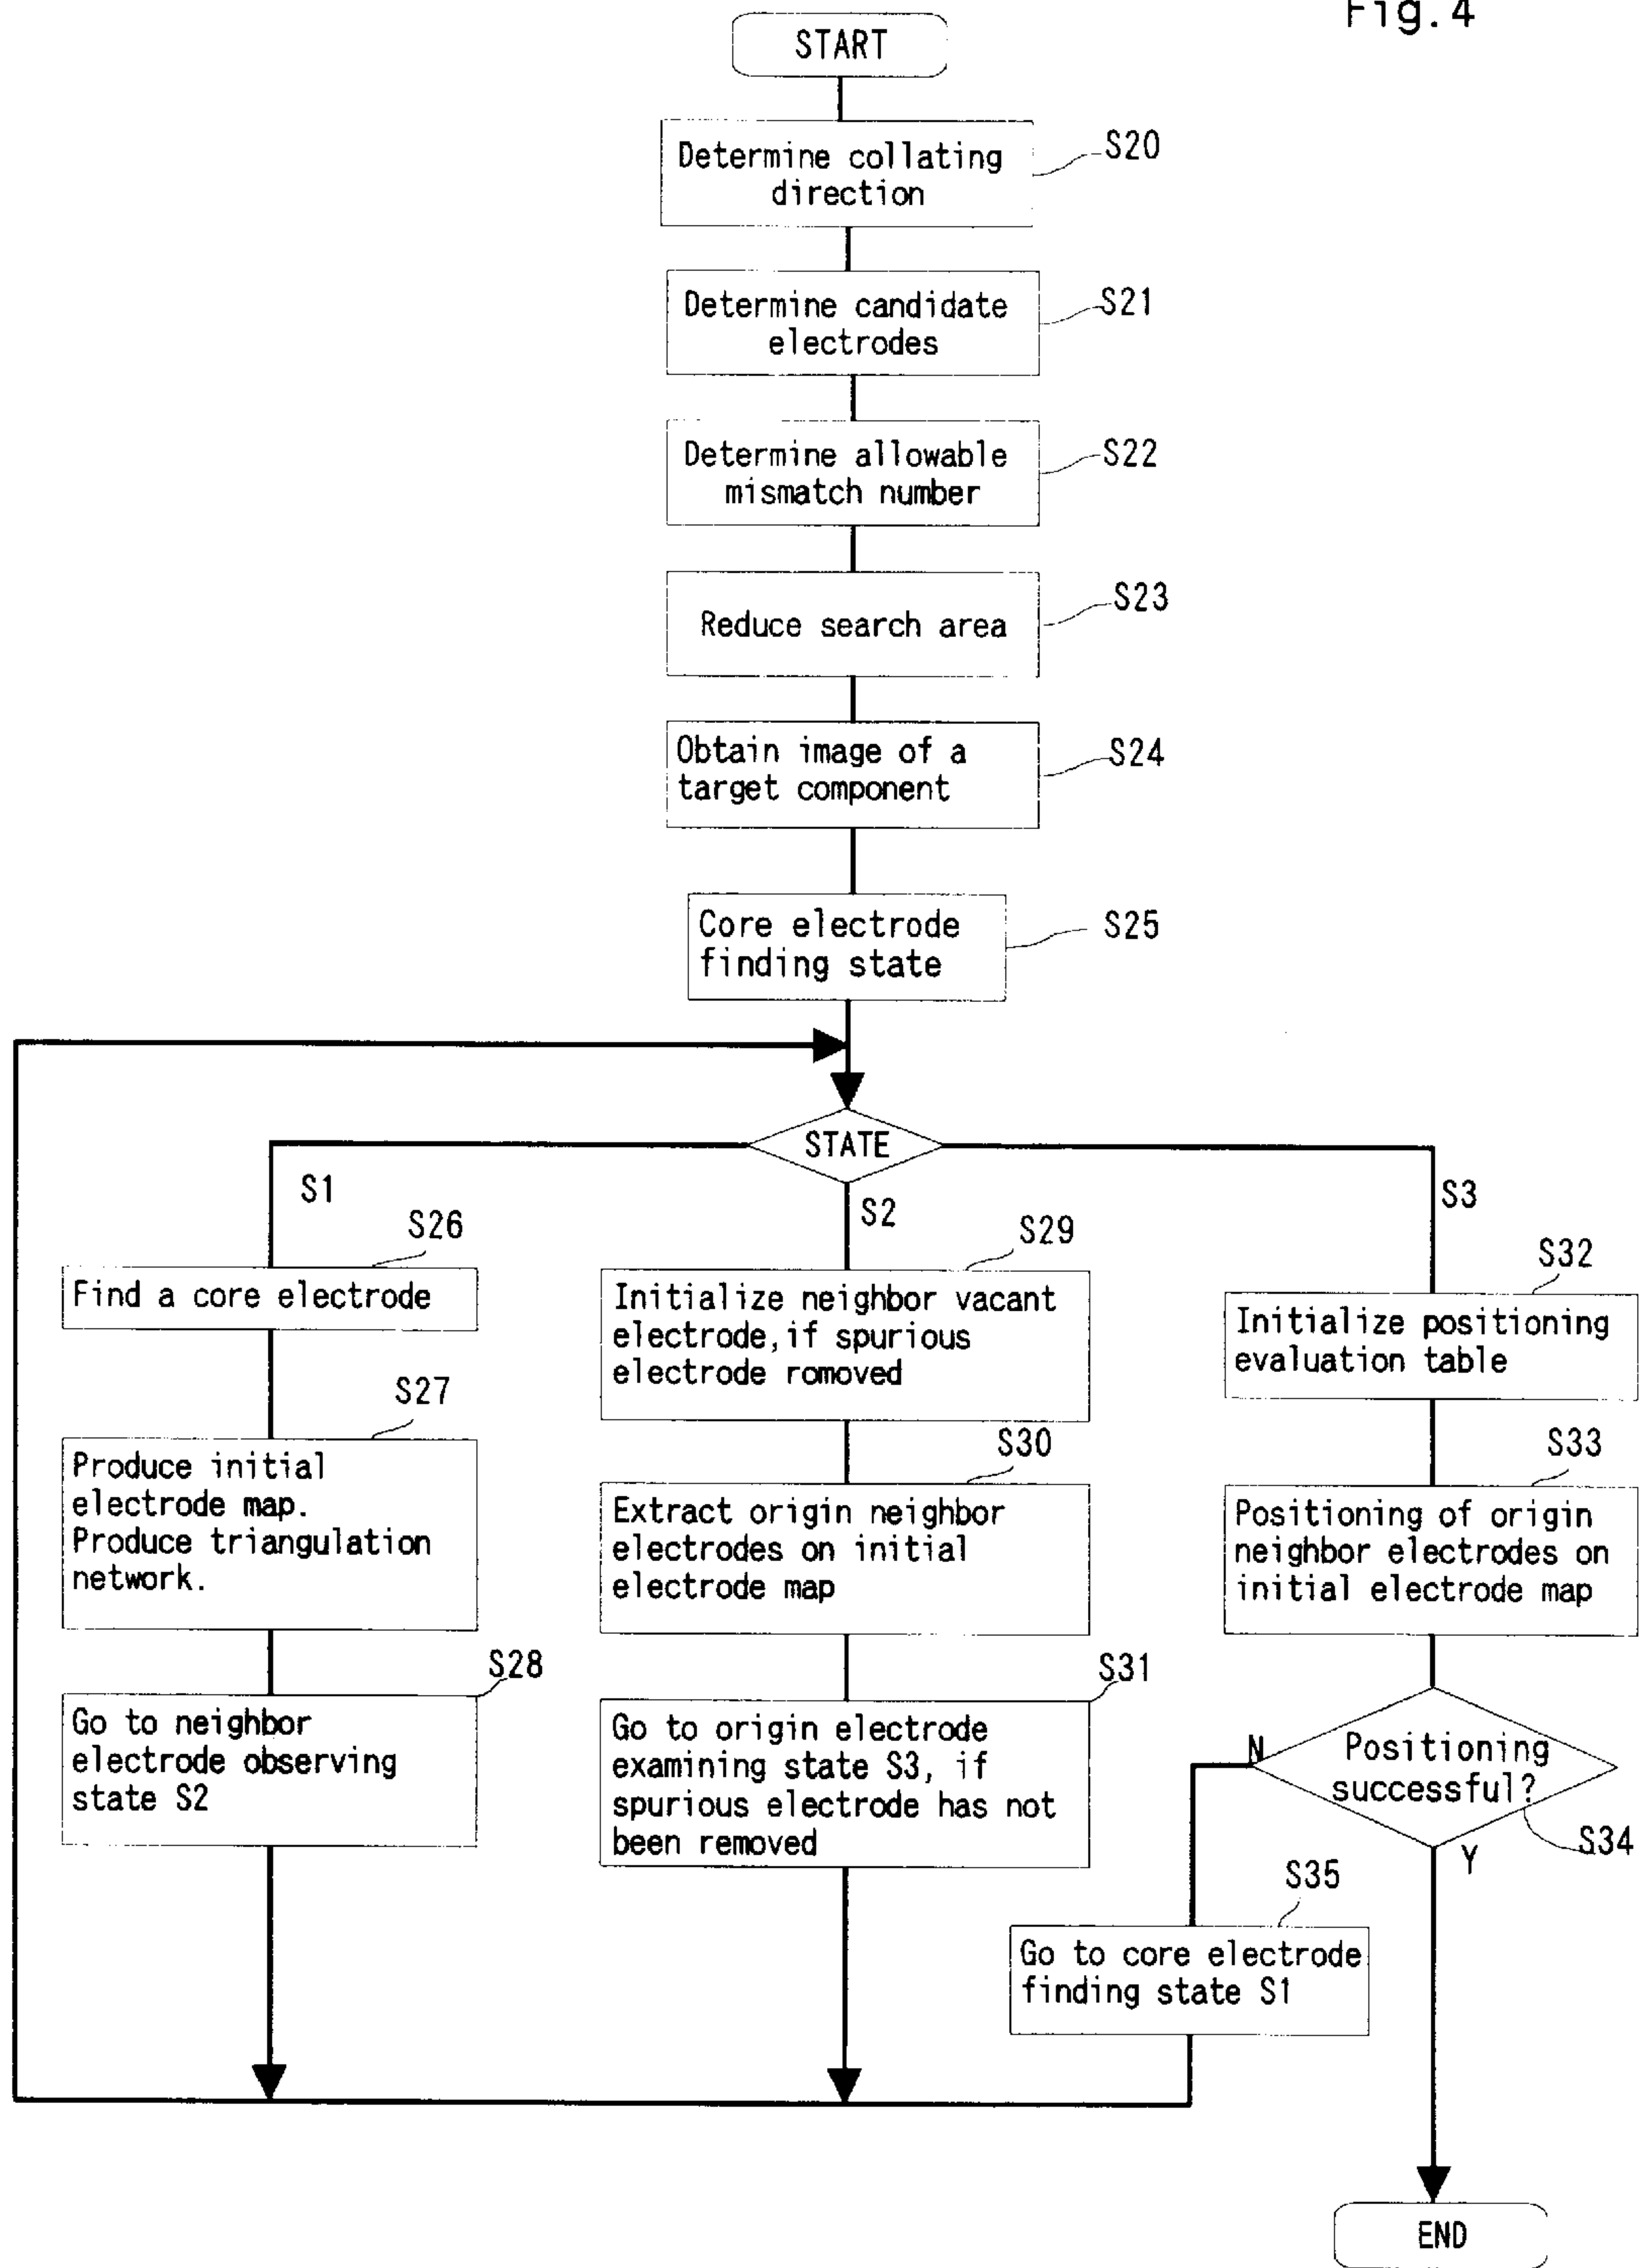 Fig.4
START
Determine collating
direction
S20
Determine candidate
electrodes
S21
Determine allowable
mismatch number
S22
Reduce search area
S23
Obtain image of a
target component
S24
Core electrode
finding state
S25
STATE
S1
S2
S3
S26
Find a core electrode
S27
Produce initial
electrode map.
Produce triangulation
network.
S28
Go to neighbor
electrode observing
state S2
S29
Initialize neighbor vacant
electrode,if spurious
electrode romoved
S30
Extract origin neighbor
electrodes on initial
electrode map
S31
Go to origin electrode
examining state S3, if
spurious electrode has not
been removed
S32
Initialize positioning
evaluation table
S33
Positioning of origin
neighbor electrodes on
initial electrode map
Positioning
successful?
N
S34
Y
S35
Go to core electrode
finding state S1
END